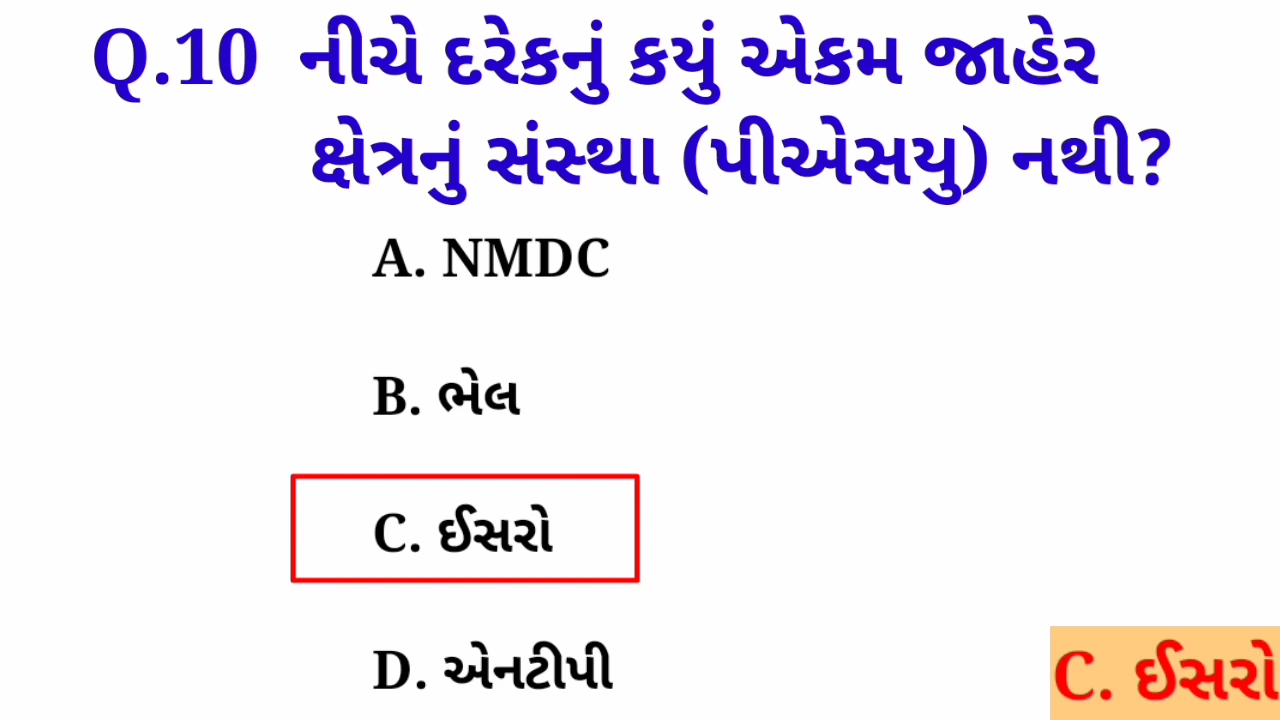 Q.10 નીચે દરેકનું કયું એકમ જાહેર
ક્ષેત્રનું સંસ્થા (પીએસયુ) નથી?
A. NMDC
B. ભેલ
C. ઈસરો
D. એનટીપી
C. ઈસરો